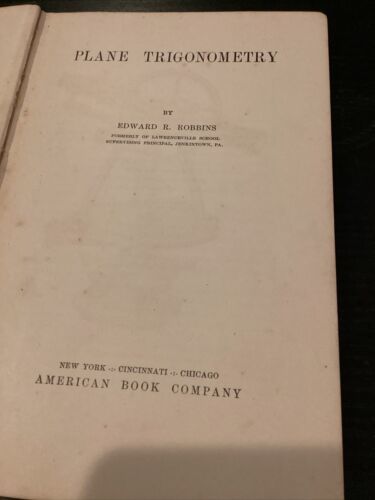 PLANE TRIGONOMETRY
BY
EDWARD R. ROBBINS
FORMERLY OF LAWRENCEVILLE SCHOOL
SUPERVISING PRINCIPAL, JENKINTOWN, PA.
NEW YORK -:- CINCINNATI -:- CHICAGO
AMERICAN BOOK COMPANY